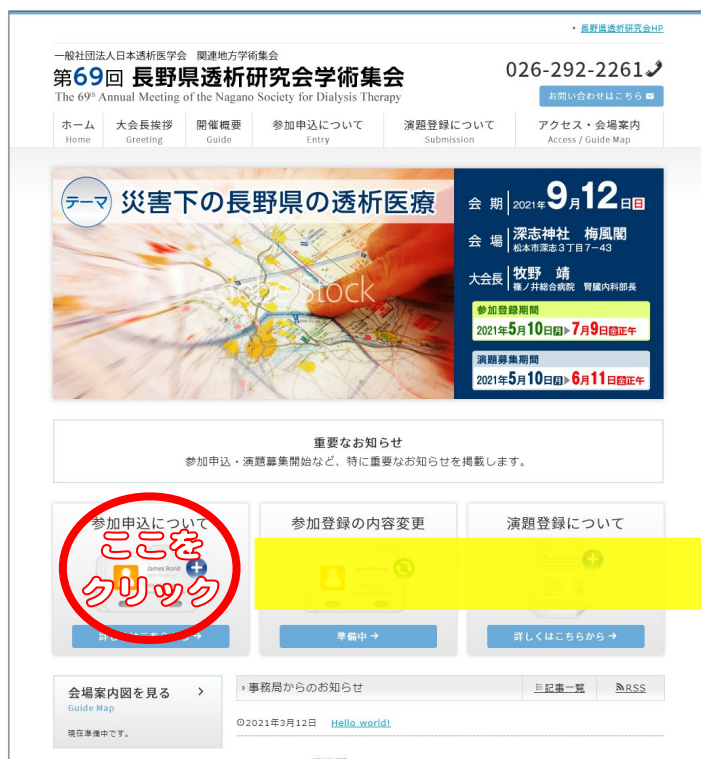 長野県透析研究会HP
一般社団法人日本透析医学会 関連地方学術集会
第69回 長野県透析研究会学術集会
The 69th Annual Meeting of the Nagano Society for Dialysis Therapy
026-292-2261
お問い合わせはこちら
ホーム 大会長挨拶 開催概要 参加申込について 演題登録について アクセス・会場案内
Home Greeting Guide Entry Submission Access / Guide Map
テーマ 災害下の長野県の透析医療
Adobe Stock
会 期 2021年9月12日日
会 場 深志神社 梅風閣
松本市深志3丁目7−43
大会長 牧野 靖
篠ノ井総合病院 腎臓内科部長
参加登録期間
2021年5月10日月▶7月9日金正午
演題募集期間
2021年5月10日月▶6月11日金正午
重要なお知らせ
参加申込・演題募集開始など、特に重要なお知らせを掲載します。
参加申込について 参加登録の内容変更 演題登録について
ここを
クリック
James Bond
James Bond
詳しくはこちらから→ 準備中→ 詳しくはこちらから→
会場案内図を見る >
Guide Map
現在準備中です。
› 事務局からのお知らせ 記事一覧 RSS
2021年3月12日 Hello world!